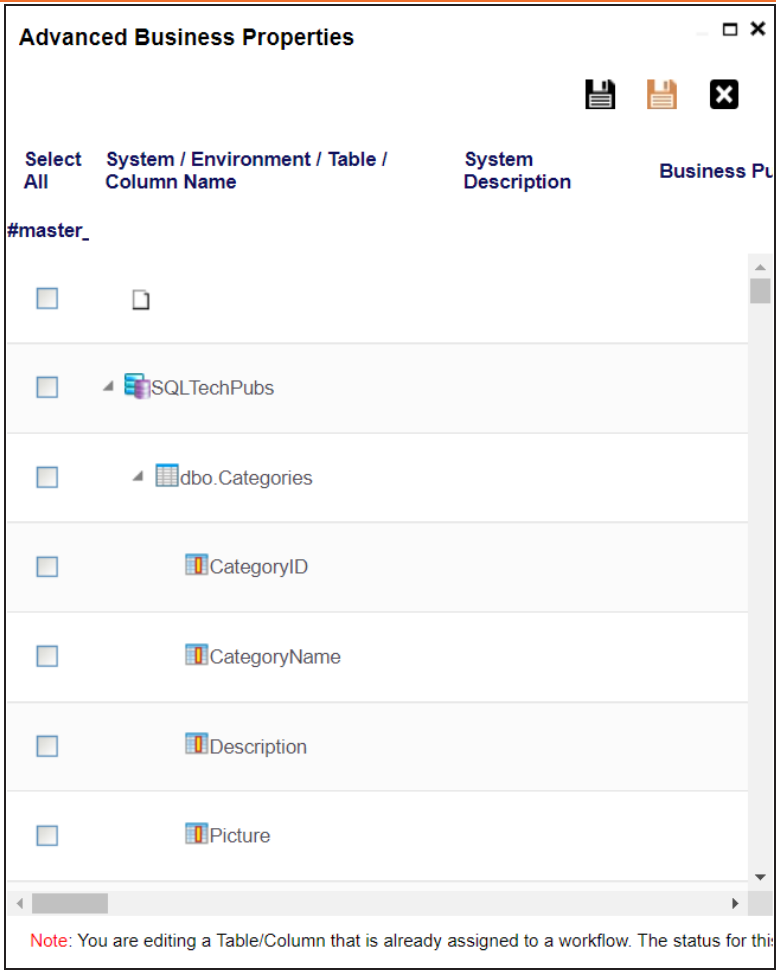 Advanced Business Properties
Select All
System / Environment / Table / Column Name
System Description
Business Pu
#master_
SQLTechPubs
dbo.Categories
CategoryID
CategoryName
Description
Picture
Note: You are editing a Table/Column that is already assigned to a workflow. The status for this